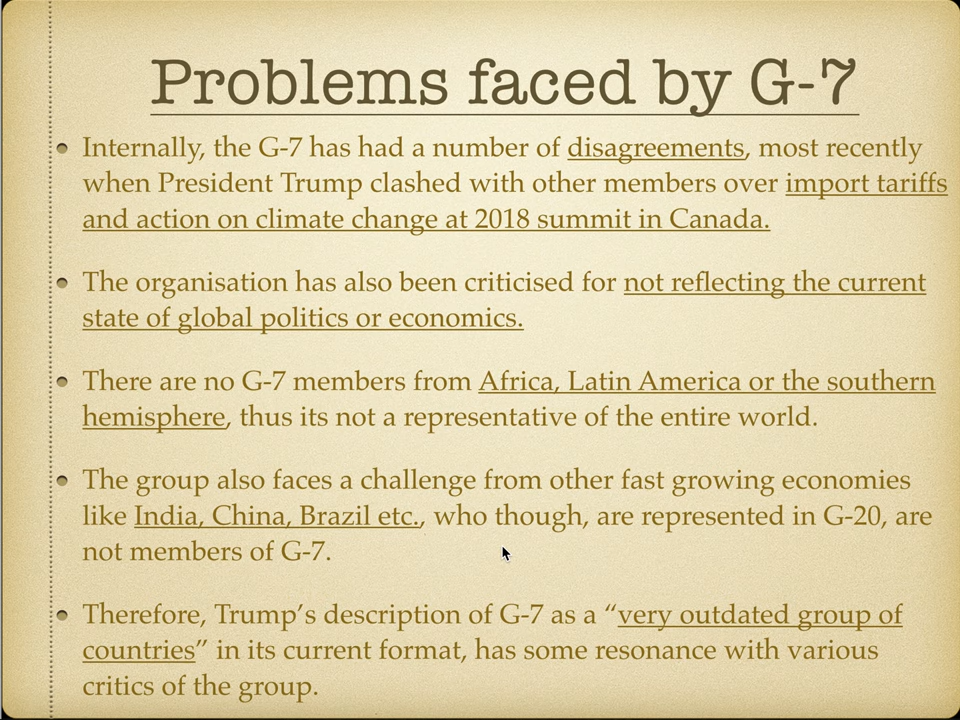 Problems faced by G-7
Internally, the G-7 has had a number of disagreements, most recently
when President Trump clashed with other members over import tariffs
and action on climate change at 2018 summit in Canada.
The organisation has also been criticised for not reflecting the current
state of global politics or economics.
There are no G-7 members from Africa, Latin America or the southern
hemisphere, thus its not a representative of the entire world.
The group also faces a challenge from other fast growing economies
like India, China, Brazil etc., who though, are represented in G-20, are
not members of G-7.
Therefore, Trump’s description of G-7 as a “very outdated group of
countries” in its current format, has some resonance with various
critics of the group.